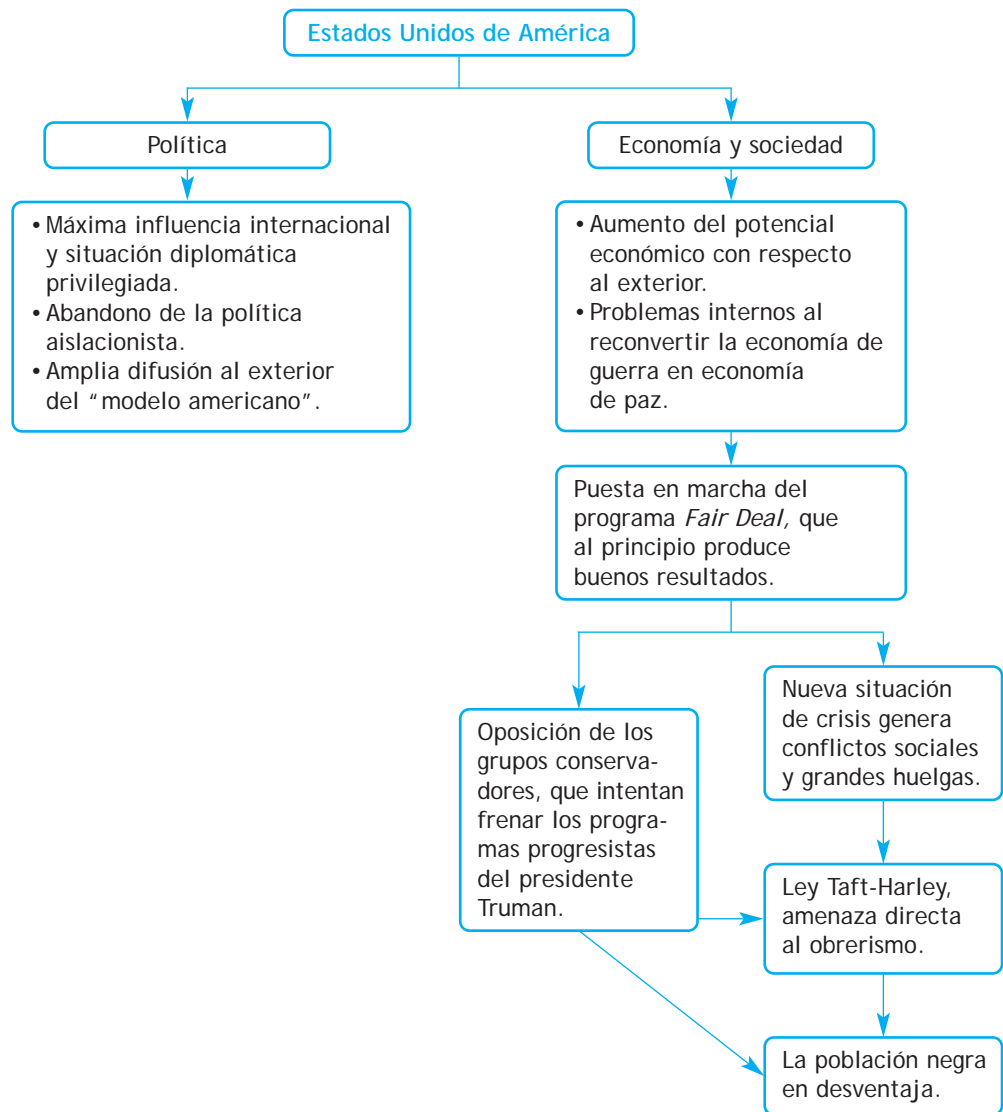 Estados Unidos de América
Política
• Máxima influencia internacional
y situación diplomática
privilegiada.
• Abandono de la política
aislacionista.
• Amplia difusión al exterior
del “modelo americano”.
Economía y sociedad
• Aumento del potencial
económico con respecto
al exterior.
• Problemas internos al
reconvertir la economía de
guerra en economía
de paz.
Puesta en marcha del
programa Fair Deal, que
al principio produce
buenos resultados.
Oposición de los
grupos conserva-
dores, que intentan
frenar los progra-
mas progresistas
del presidente
Truman.
Nueva situación
de crisis genera
conflictos sociales
y grandes huelgas.
Ley Taft-Harley,
amenaza directa
al obrerismo.
La población negra
en desventaja.